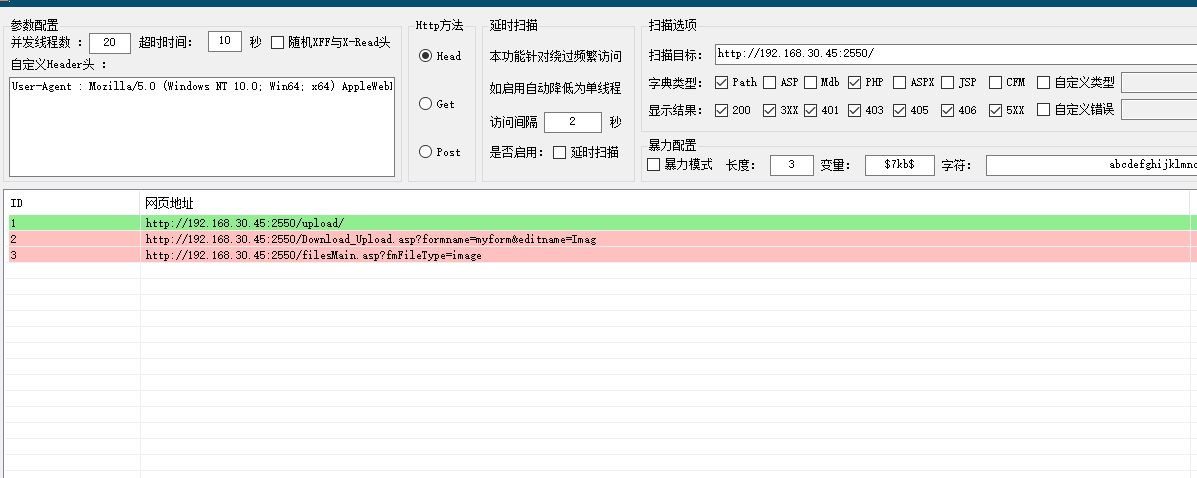 参数配置
并发线程数 : 20 超时时间: 10 秒 随机XFF与X-Read头
自定义Header头 :
User-Agent : Mozilla/5.0 (Windows NT 10.0; Win64; x64) AppleWebl
Http方法
Head
Get
Post
延时扫描
本功能针对绕过频繁访问
如启用自动降低为单线程
访问间隔 2 秒
是否启用: 延时扫描
扫描选项
扫描目标: http://192.168.30.45:2550/
字典类型: Path ASP Mdb PHP ASPX JSP CFM 自定义类型
显示结果: 200 3XX 401 403 405 406 5XX 自定义错误
暴力配置
暴力模式 长度: 3 变量: $7kb$ 字符: abcdefghijklmno
ID 网页地址
1 http://192.168.30.45:2550/upload/
2 http://192.168.30.45:2550/Download_Upload.asp?formname=myform&editname=Imag
3 http://192.168.30.45:2550/filesMain.asp?fmFileType=image